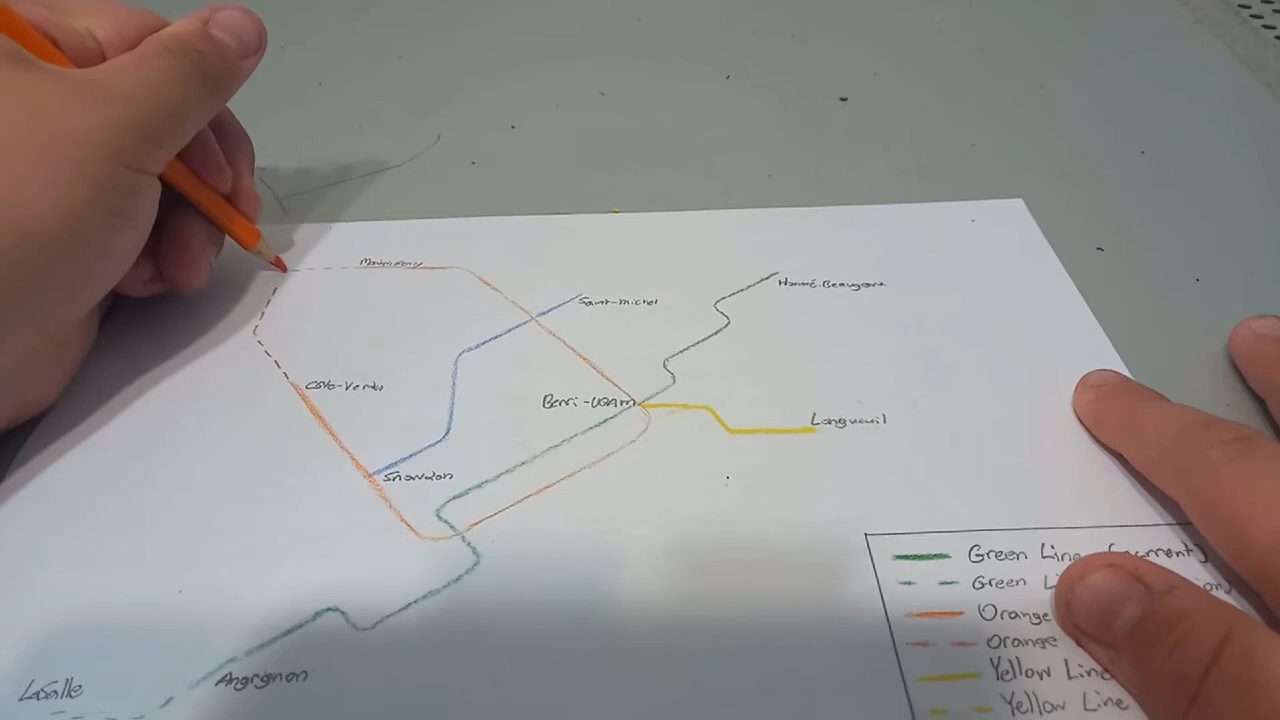 Montmorency
Saint-Michel
Honoré-Beaugrand
Côte-Vertu
Berri-UQAM
Longueuil
Snowdon
Angrignon
LaSalle
Green Line (current)
Green Li
Orange
Orange
Yellow Line
Yellow Line